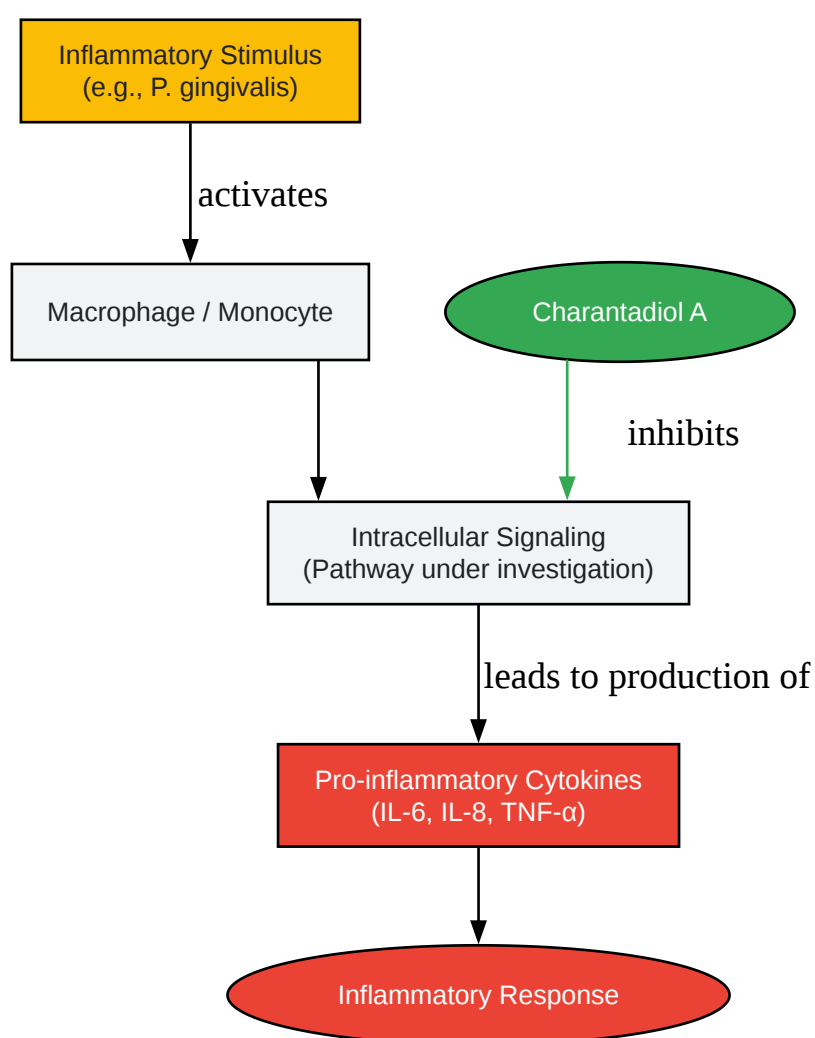 Inflammatory Stimulus
(e.g., P. gingivalis)
activates
Macrophage / Monocyte
Charantadiol A
inhibits
Intracellular Signaling
(Pathway under investigation)
leads to production of
Pro-inflammatory Cytokines
(IL-6, IL-8, TNF-α)
Inflammatory Response